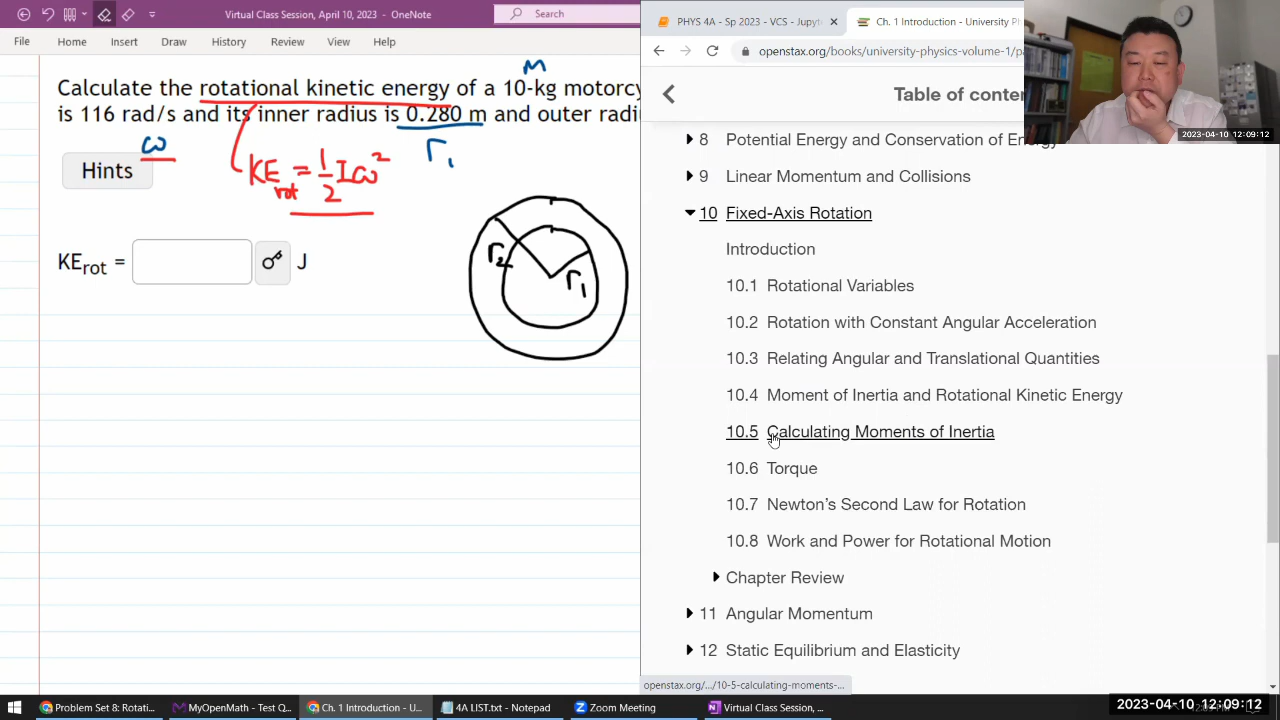 Virtual Class Session, April 10, 2023 - OneNote
File Home Insert Draw History Review View Help
M
Calculate the rotational kinetic energy of a 10-kg motorcy
is 116 rad/s and its inner radius is 0.280 m and outer radi
ω
r₁
Hints
KE rot = 1/2 Iω²
KErot = J
r₂
r₁
PHYS 4A - Sp 2023 - VCS - Jupyte
Ch. 1 Introduction - University Ph
openstax.org/books/university-physics-volume-1/pa
Table of conten
8 Potential Energy and Conservation of Energy
9 Linear Momentum and Collisions
10 Fixed-Axis Rotation
Introduction
10.1 Rotational Variables
10.2 Rotation with Constant Angular Acceleration
10.3 Relating Angular and Translational Quantities
10.4 Moment of Inertia and Rotational Kinetic Energy
10.5 Calculating Moments of Inertia
10.6 Torque
10.7 Newton's Second Law for Rotation
10.8 Work and Power for Rotational Motion
Chapter Review
11 Angular Momentum
12 Static Equilibrium and Elasticity
openstax.org/.../10-5-calculating-moments-...
2023-04-10 12:09:12
Problem Set 8: Rotati...
MyOpenMath - Test Q...
Ch. 1 Introduction - U...
4A LIST.txt - Notepad
Zoom Meeting
Virtual Class Session, ...
2023-04-10 12:09:12